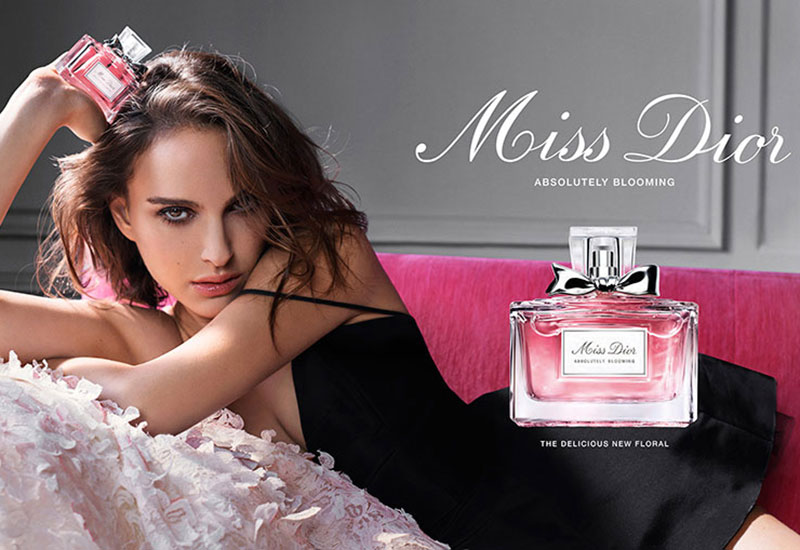 Miss Dior
ABSOLUTELY BLOOMING
Miss Dior
ABSOLUTELY BLOOMING
THE DELICIOUS NEW FLORAL